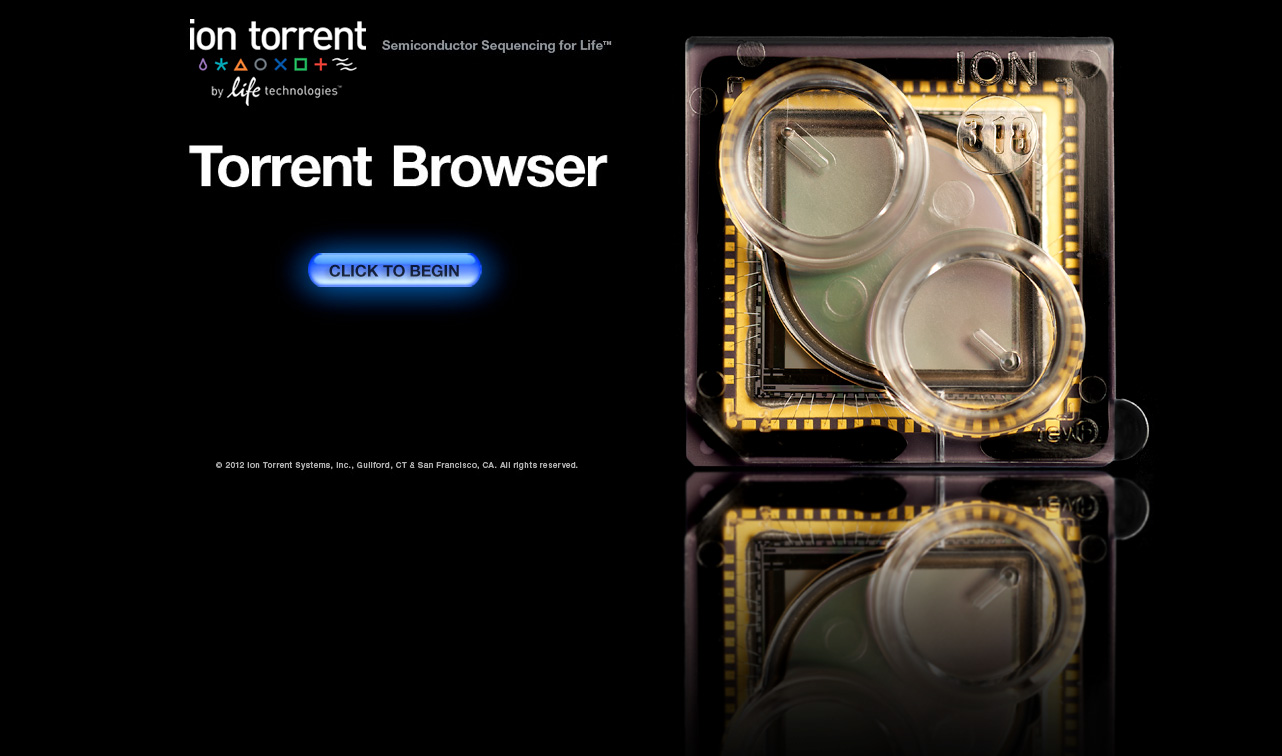 ion torrent
Semiconductor Sequencing for Life™
by life technologies™
Torrent Browser
CLICK TO BEGIN
ION
318
© 2012 Ion Torrent Systems, Inc., Guilford, CT & San Francisco, CA. All rights reserved.